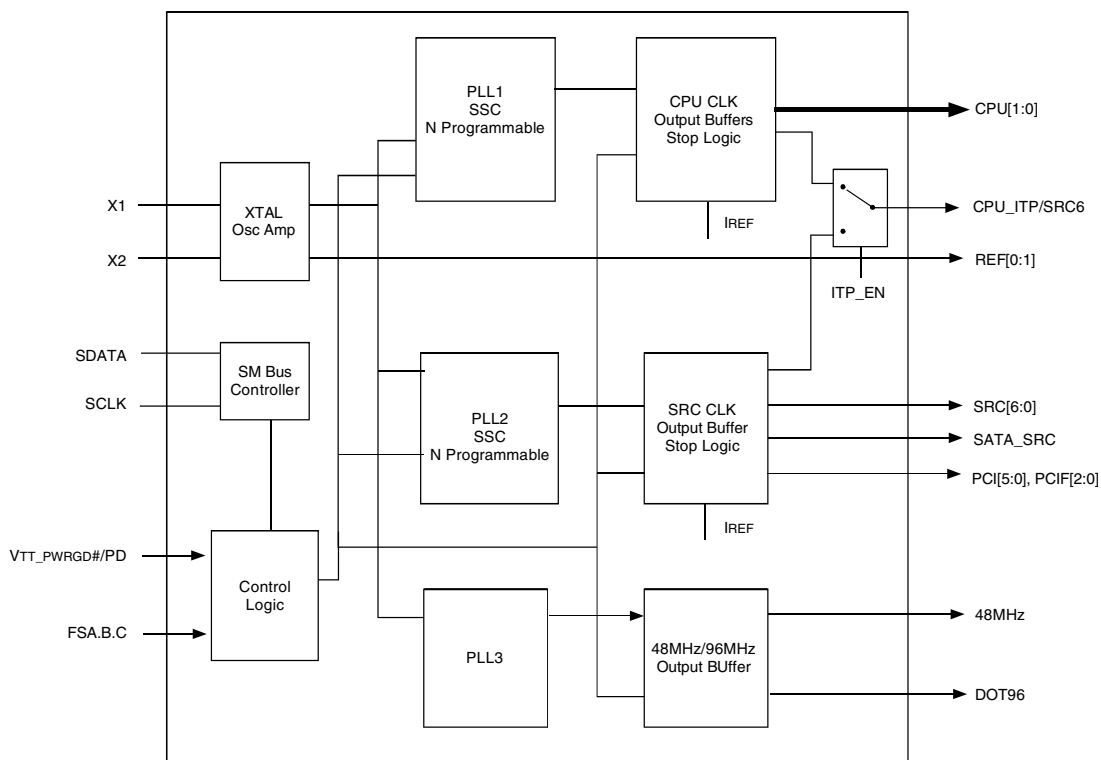 PLL1
SSC
N Programmable
CPU CLK
Output Buffers
Stop Logic
CPU[1:0]
X1
XTAL
Osc Amp
CPU_ITP/SRC6
IREF
X2
REF[0:1]
ITP_EN
SDATA
SM Bus
Controller
SCLK
PLL2
SSC
N Programmable
SRC CLK
Output Buffer
Stop Logic
SRC[6:0]
SATA_SRC
PCI[5:0], PCIF[2:0]
IREF
VTT_PWRGD#/PD
Control
Logic
FSA.B.C
PLL3
48MHz/96MHz
Output BUffer
48MHz
DOT96